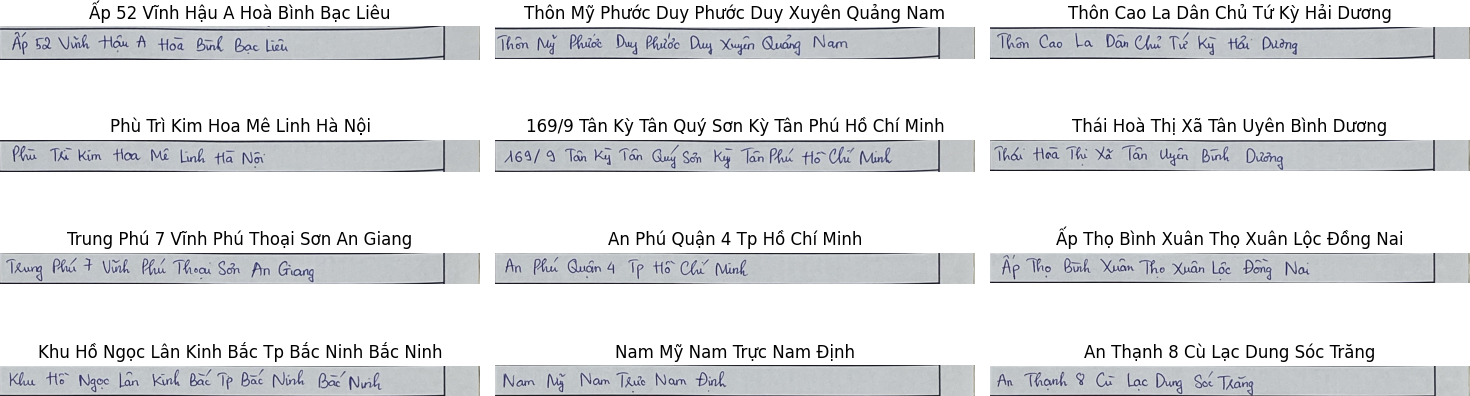 Ấp 52 Vĩnh Hậu A Hoà Bình Bạc Liêu
Ấp 52 Vĩnh Hậu A Hoà Bình Bạc Liêu
Thôn Mỹ Phước Duy Phước Duy Xuyên Quảng Nam
Thôn Mỹ Phước Duy Phước Duy Xuyên Quảng Nam
Thôn Cao La Dân Chủ Tứ Kỳ Hải Dương
Thôn Cao La Dân Chủ Tứ Kỳ Hải Dương
Phù Trì Kim Hoa Mê Linh Hà Nội
Phù Trì Kim Hoa Mê Linh Hà Nội
169/9 Tân Kỳ Tân Quý Sơn Kỳ Tân Phú Hồ Chí Minh
169/9 Tân Kỳ Tân Quý Sơn Kỳ Tân Phú Hồ Chí Minh
Thái Hoà Thị Xã Tân Uyên Bình Dương
Thái Hoà Thị Xã Tân Uyên Bình Dương
Trung Phú 7 Vĩnh Phú Thoại Sơn An Giang
Trung Phú 7 Vĩnh Phú Thoại Sơn An Giang
An Phú Quận 4 Tp Hồ Chí Minh
An Phú Quận 4 Tp Hồ Chí Minh
Ấp Thọ Bình Xuân Thọ Xuân Lộc Đồng Nai
Ấp Thọ Bình Xuân Thọ Xuân Lộc Đồng Nai
Khu Hồ Ngọc Lân Kinh Bắc Tp Bắc Ninh Bắc Ninh
Khu Hồ Ngọc Lân Kinh Bắc Tp Bắc Ninh Bắc Ninh
Nam Mỹ Nam Trực Nam Định
Nam Mỹ Nam Trực Nam Định
An Thạnh 8 Cù Lạc Dung Sóc Trăng
An Thạnh 8 Cù Lạc Dung Sóc Trăng